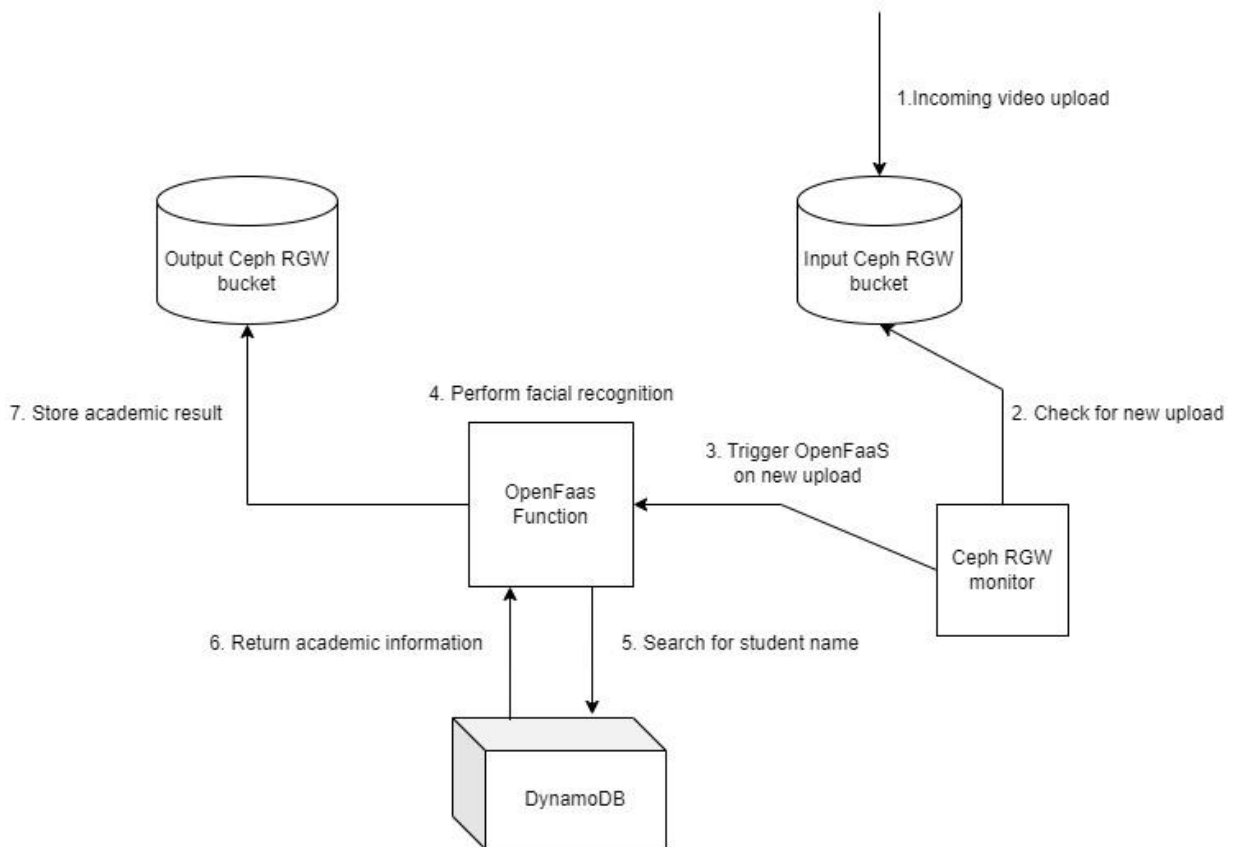 1.Incoming video upload
Output Ceph RGW
bucket
Input Ceph RGW
bucket
4. Perform facial recognition
7. Store academic result
2. Check for new upload
3. Trigger OpenFaaS
on new upload
OpenFaas
Function
Ceph RGW
monitor
6. Return academic information
5. Search for student name
DynamoDB